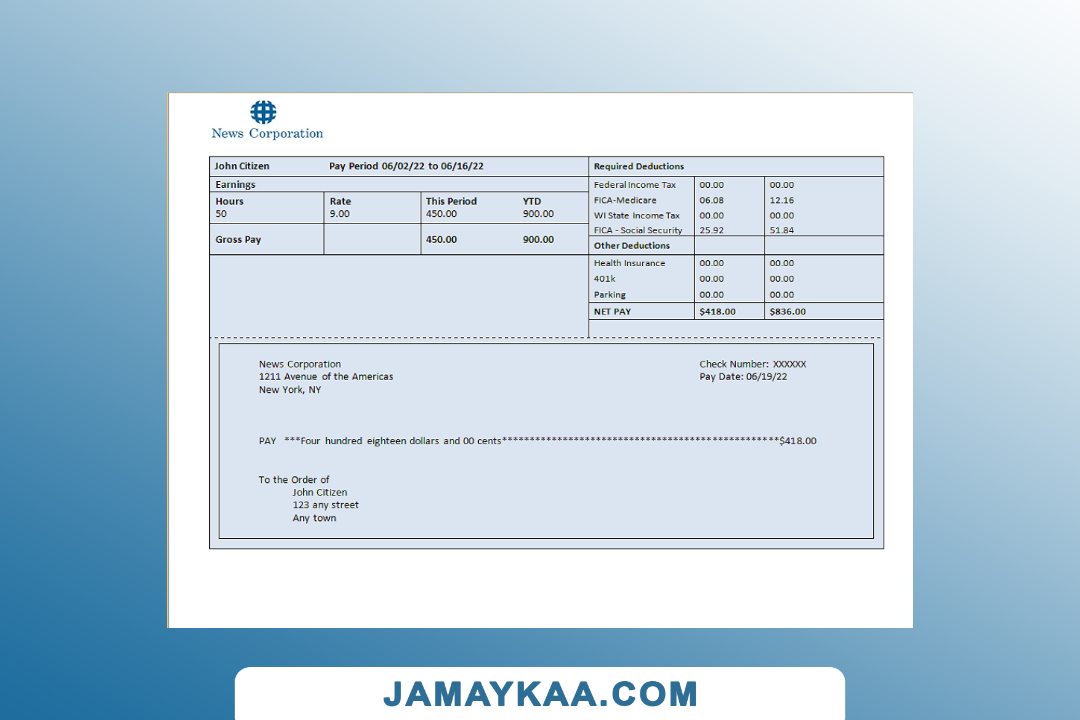 News Corporation
John Citizen Pay Period 06/02/22 to 06/16/22
Earnings
Hours Rate This Period YTD
50 9.00 450.00 900.00
Gross Pay 450.00 900.00
Required Deductions
Federal Income Tax 00.00 00.00
FICA-Medicare 06.08 12.16
WI State Income Tax 00.00 00.00
FICA - Social Security 25.92 51.84
Other Deductions
Health Insurance 00.00 00.00
401k 00.00 00.00
Parking 00.00 00.00
NET PAY $418.00 $836.00
News Corporation Check Number: XXXXXX
1211 Avenue of the Americas Pay Date: 06/19/22
New York, NY
PAY ***Four hundred eighteen dollars and 00 cents**************************************************$418.00
To the Order of
John Citizen
123 any street
Any town
JAMAYKAA.COM